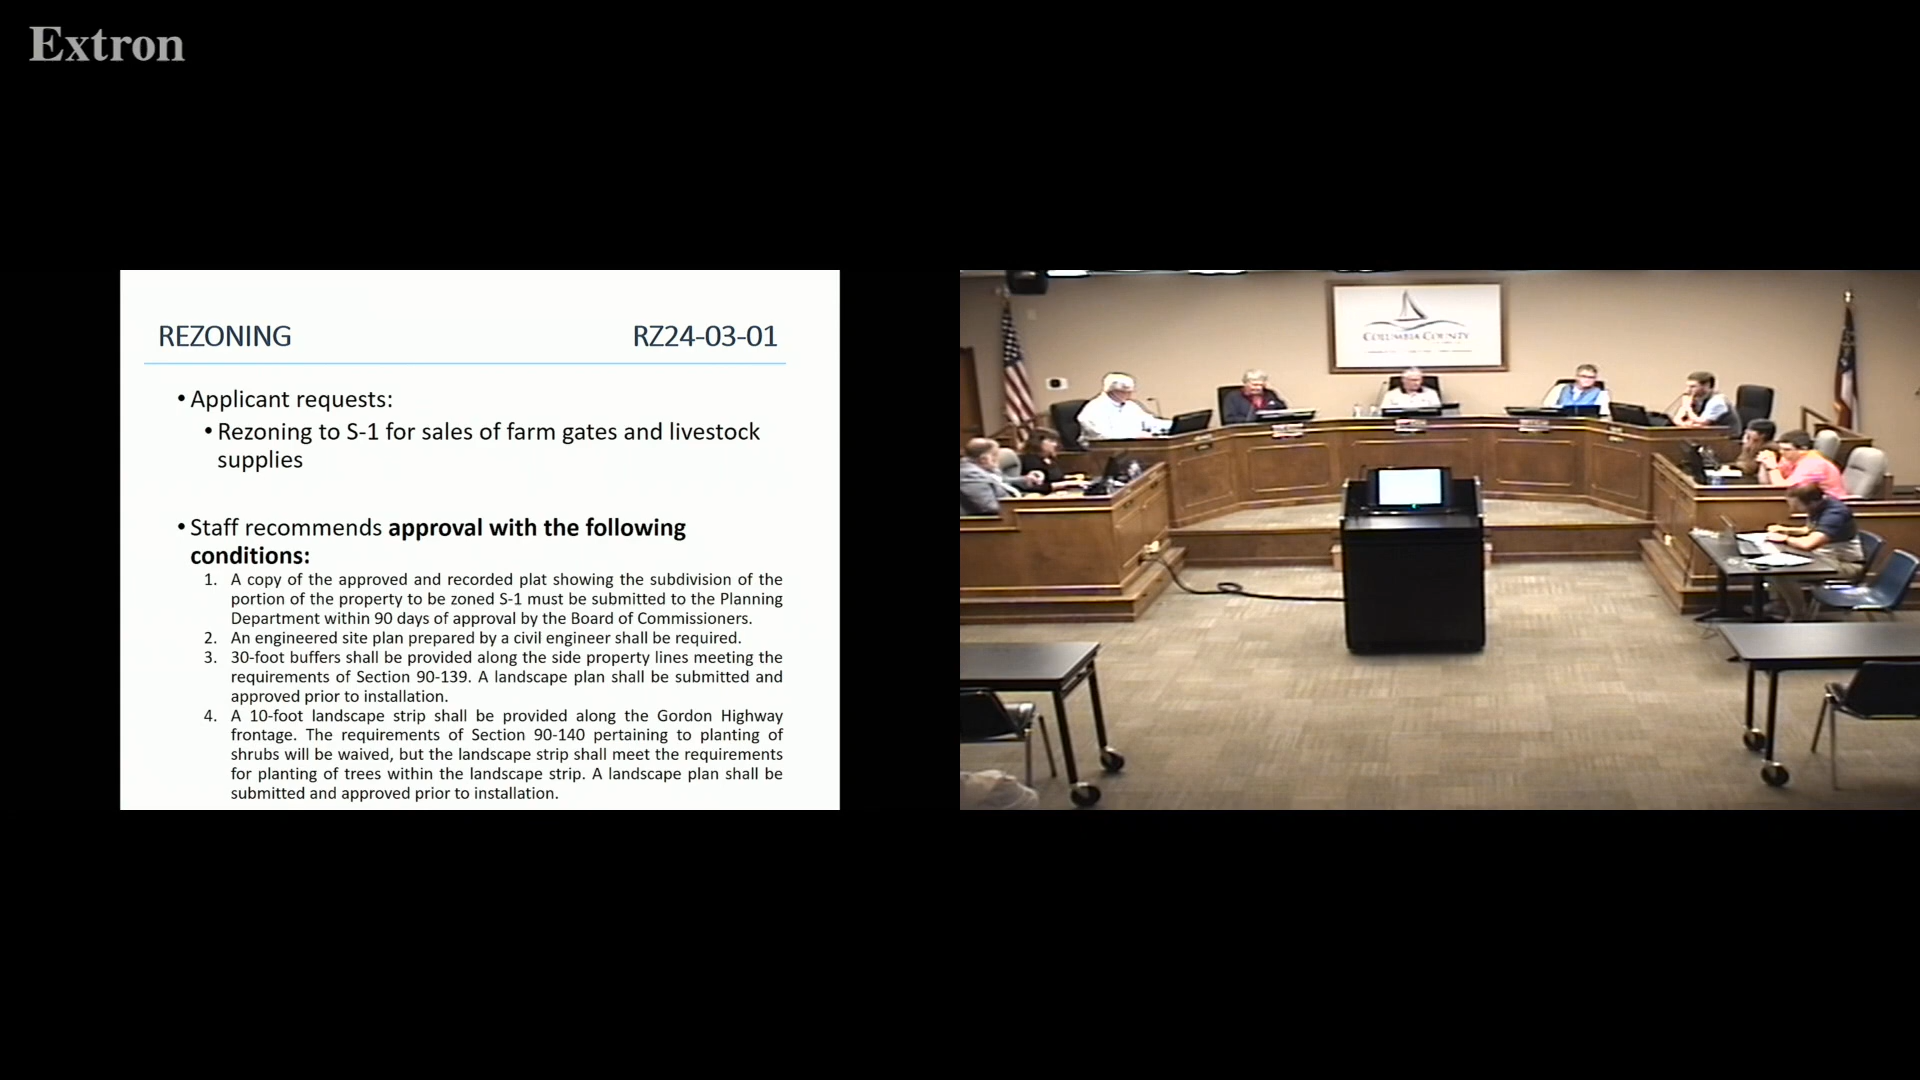 Extron
REZONING RZ24-03-01
• Applicant requests:
• Rezoning to S-1 for sales of farm gates and livestock
supplies
• Staff recommends approval with the following
conditions:
1. A copy of the approved and recorded plat showing the subdivision of the
portion of the property to be zoned S-1 must be submitted to the Planning
Department within 90 days of approval by the Board of Commissioners.
2. An engineered site plan prepared by a civil engineer shall be required.
3. 30-foot buffers shall be provided along the side property lines meeting the
requirements of Section 90-139. A landscape plan shall be submitted and
approved prior to installation.
4. A 10-foot landscape strip shall be provided along the Gordon Highway
frontage. The requirements of Section 90-140 pertaining to planting of
shrubs will be waived, but the landscape strip shall meet the requirements
for planting of trees within the landscape strip. A landscape plan shall be
submitted and approved prior to installation.
COLUMBIA COUNTY